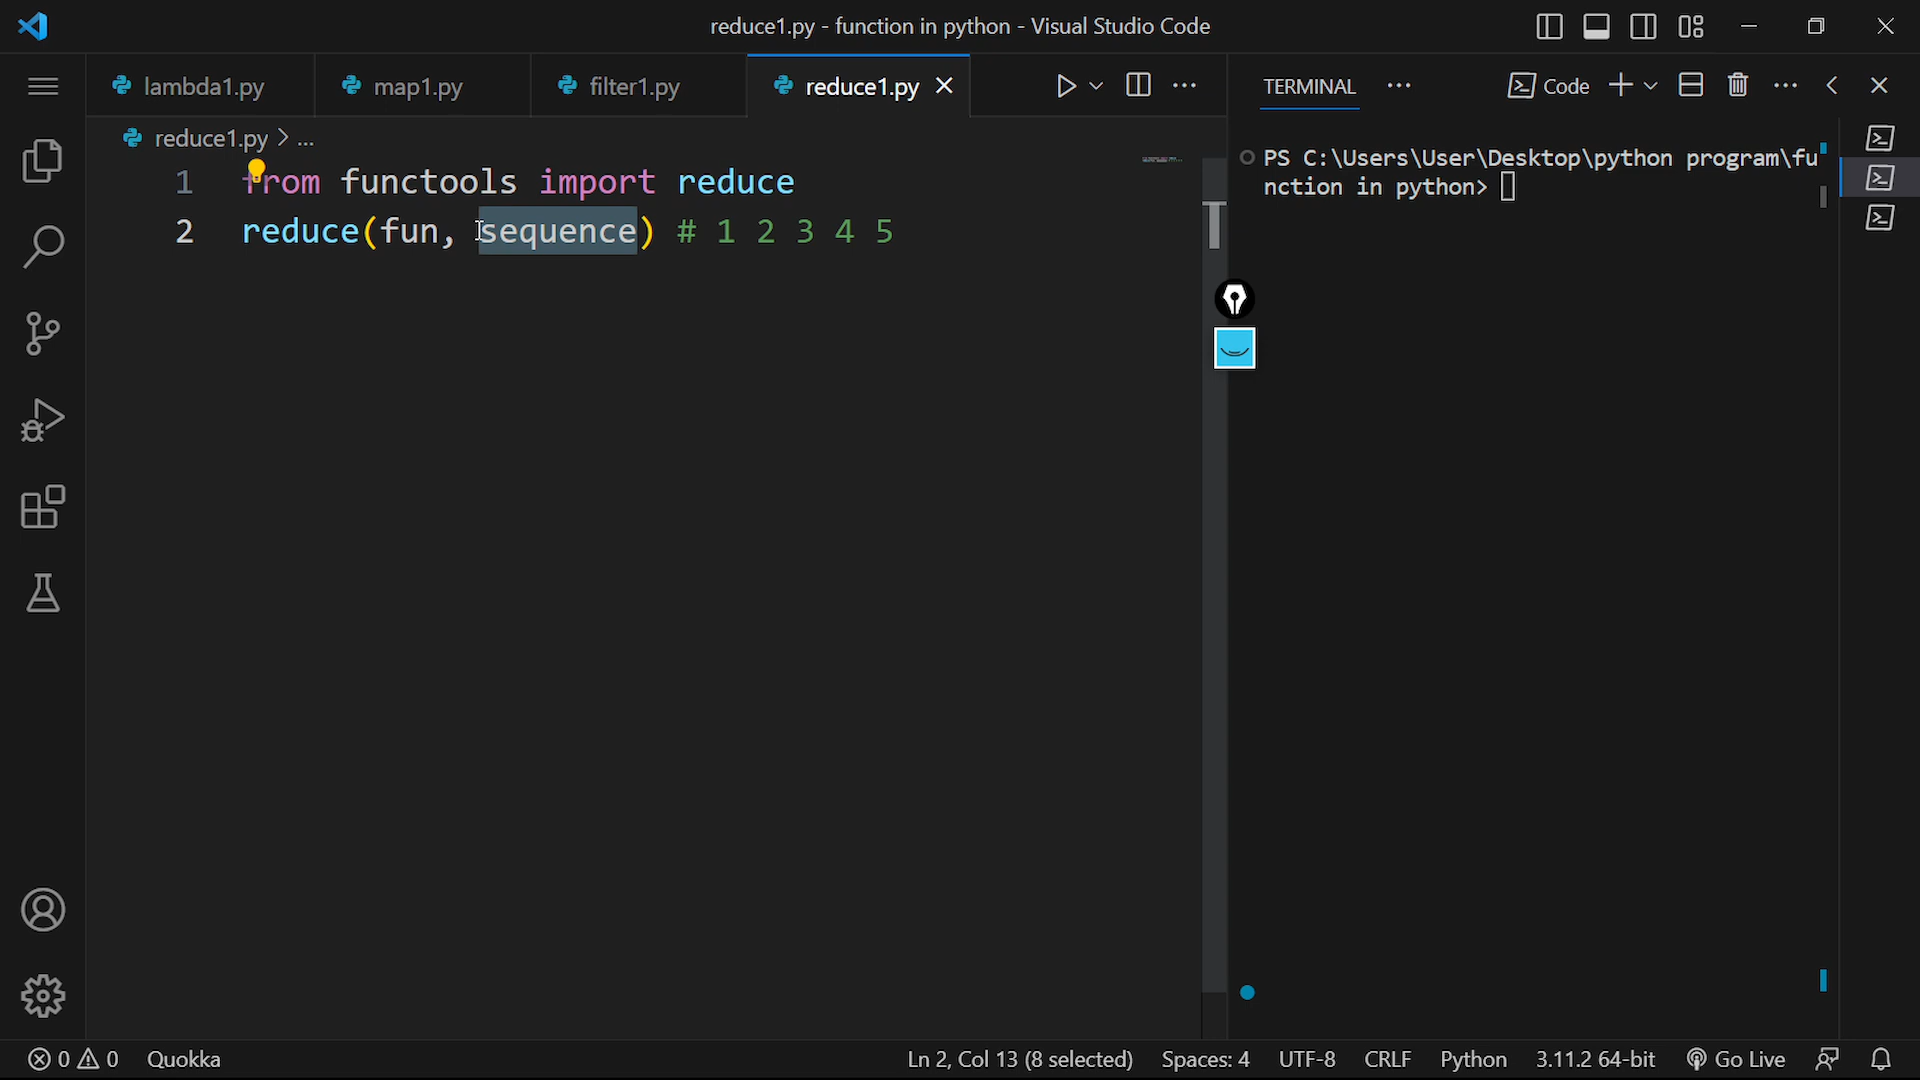 reduce1.py - function in python - Visual Studio Code
lambda1.py
map1.py
filter1.py
reduce1.py
TERMINAL
Code
reduce1.py > ...
1 from functools import reduce
2 reduce(fun, sequence) # 1 2 3 4 5
PS C:\Users\User\Desktop\python program\fu
nction in python>
0 0 Quokka
Ln 2, Col 13 (8 selected) Spaces: 4 UTF-8 CRLF Python 3.11.2 64-bit Go Live